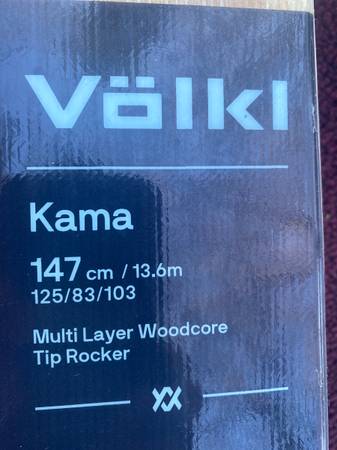 Völkl
Kama
147 cm / 13.6m
125/83/103
Multi Layer Woodcore
Tip Rocker